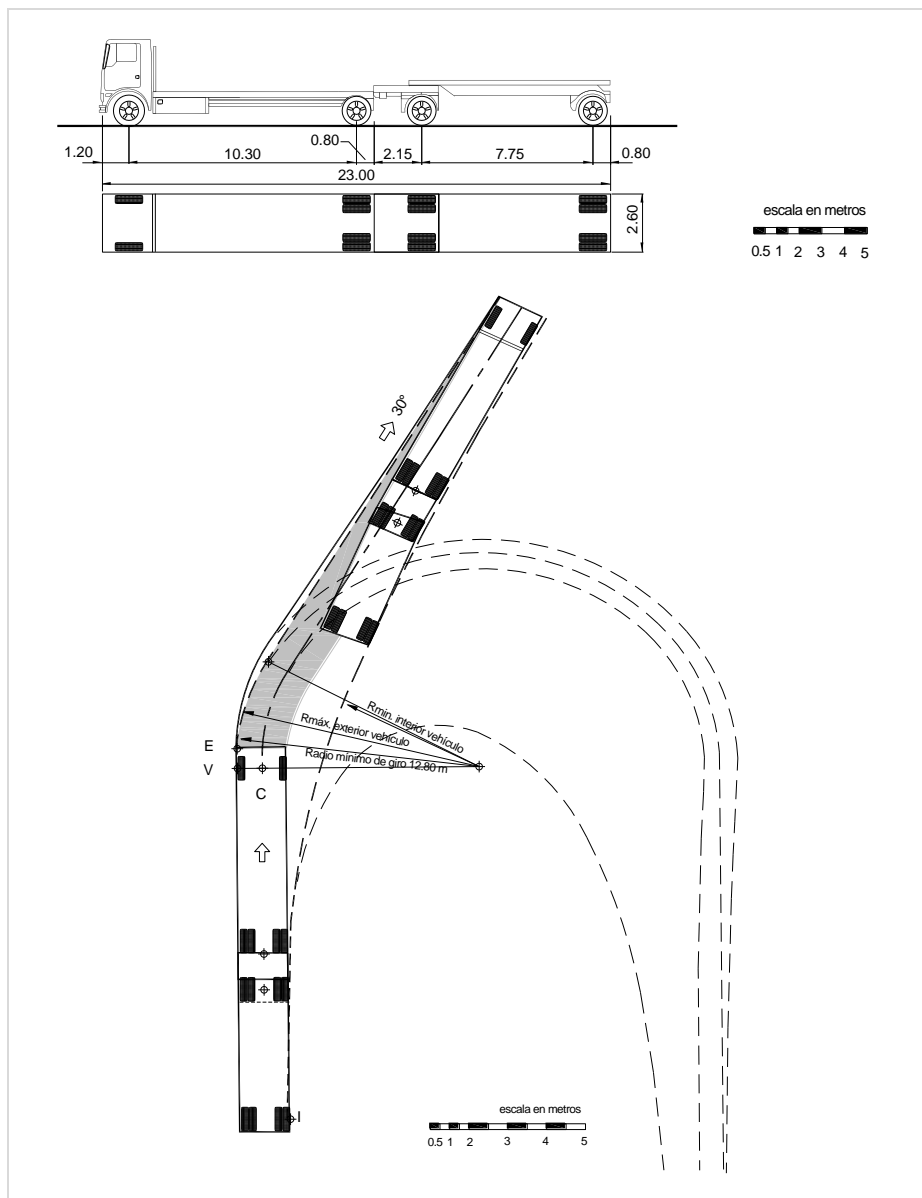 0.80
1.20
10.30
2.15
7.75
0.80
23.00
2.60
escala en metros
0.5 1 2 3 4 5
30°
Rmin. interior vehículo
Rmáx. exterior vehículo
Radio mínimo de giro 12.80 m
E
V
C
I
escala en metros
0.5 1 2 3 4 5